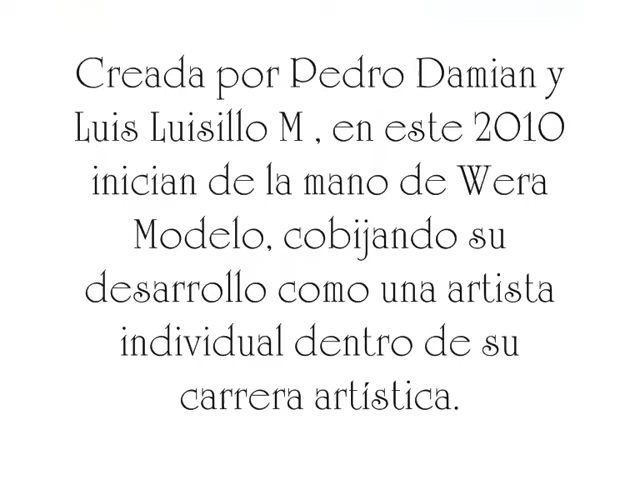 Creada por Pedro Damian y
Luis Luisillo M , en este 2010
inician de la mano de Wera
Modelo, cobijando su
desarrollo como una artista
individual dentro de su
carrera artística.